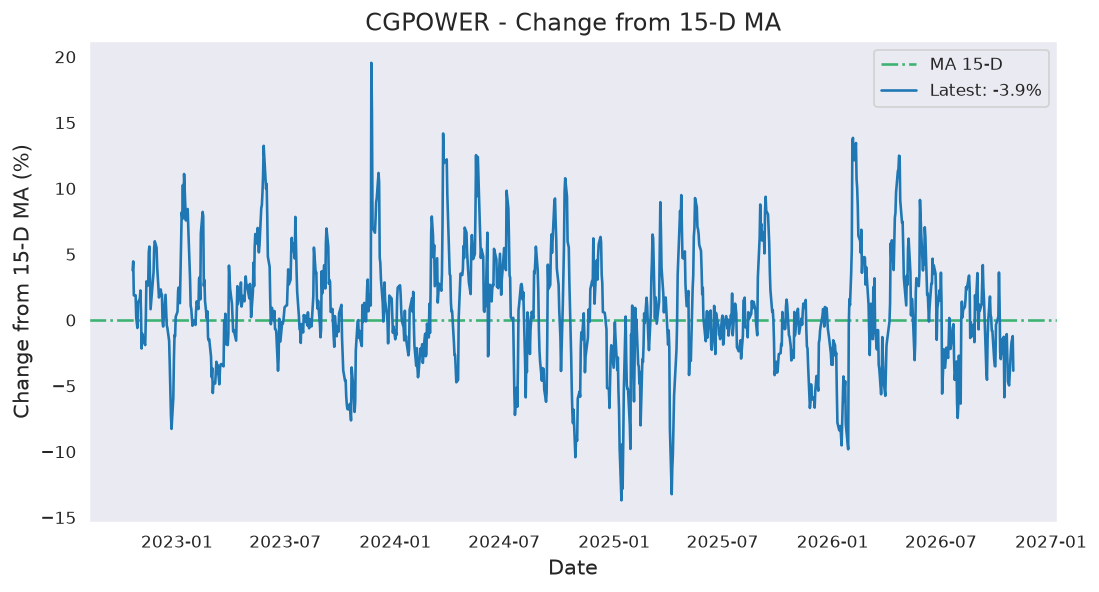 CGPOWER - Change from 15-D MA
MA 15-D
Latest: -3.9%
Change from 15-D MA (%)
20
15
10
5
0
−5
−10
−15
2023-01 2023-07 2024-01 2024-07 2025-01 2025-07 2026-01 2026-07 2027-01
Date